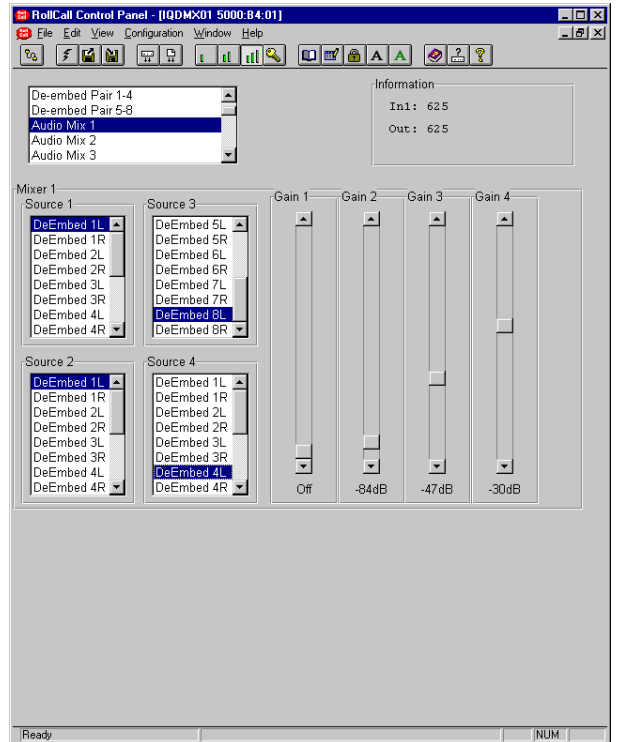 RollCall Control Panel - [IQDMX01 5000:B4:01]
File Edit View Configuration Window Help
De-embed Pair 1-4
De-embed Pair 5-8
Audio Mix 1
Audio Mix 2
Audio Mix 3
Information
In1: 625
Out: 625
Mixer 1
Source 1
DeEmbed 1L
DeEmbed 1R
DeEmbed 2L
DeEmbed 2R
DeEmbed 3L
DeEmbed 3R
DeEmbed 4L
DeEmbed 4R
Source 3
DeEmbed 5L
DeEmbed 5R
DeEmbed 6L
DeEmbed 6R
DeEmbed 7L
DeEmbed 7R
DeEmbed 8L
DeEmbed 8R
Source 2
DeEmbed 1L
DeEmbed 1R
DeEmbed 2L
DeEmbed 2R
DeEmbed 3L
DeEmbed 3R
DeEmbed 4L
DeEmbed 4R
Source 4
DeEmbed 1L
DeEmbed 1R
DeEmbed 2L
DeEmbed 2R
DeEmbed 3L
DeEmbed 3R
DeEmbed 4L
DeEmbed 4R
Gain 1 Gain 2 Gain 3 Gain 4
Off -84dB -47dB -30dB
Ready NUM